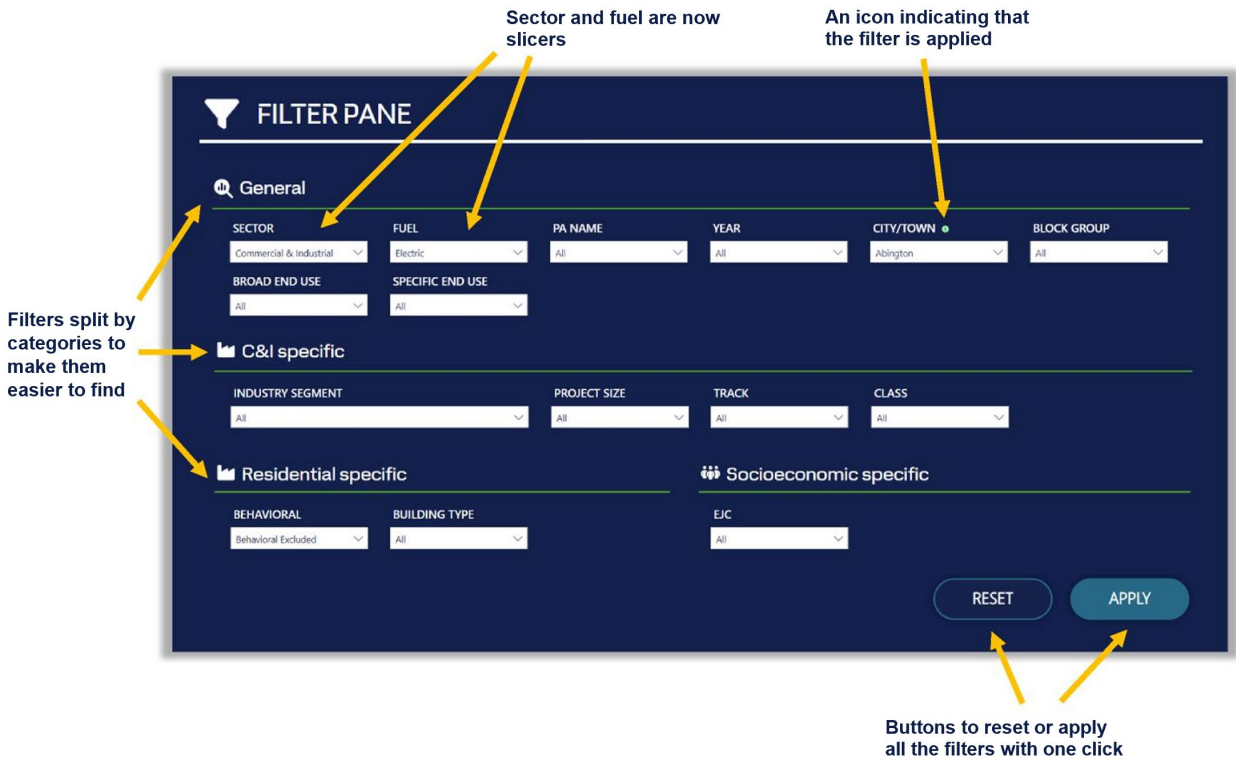 Sector and fuel are now
slicers
An icon indicating that
the filter is applied
FILTER PANE
General
SECTOR FUEL PA NAME YEAR CITY/TOWN BLOCK GROUP
Commercial & Industrial Electric All All Abington All
BROAD END USE SPECIFIC END USE
All All
Filters split by
categories to
make them
easier to find
C&I specific
INDUSTRY SEGMENT PROJECT SIZE TRACK CLASS
All All All All
Residential specific Socioeconomic specific
BEHAVIORAL BUILDING TYPE EJC
Behavioral Excluded All All
RESET APPLY
Buttons to reset or apply
all the filters with one click